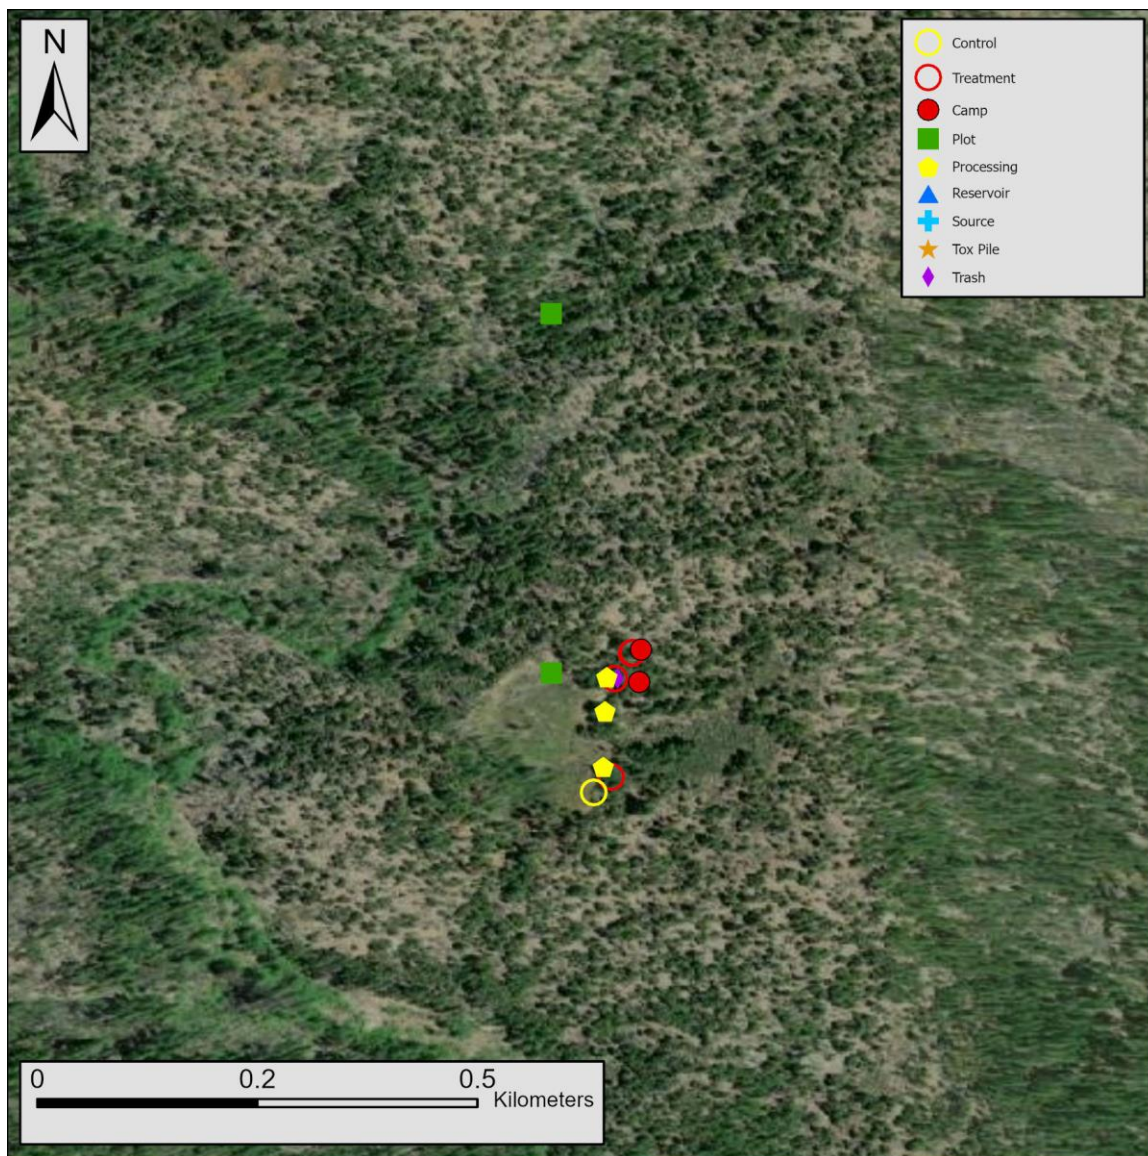 N
Control
Treatment
Camp
Plot
Processing
Reservoir
Source
Tox Pile
Trash
0 0.2 0.5
Kilometers